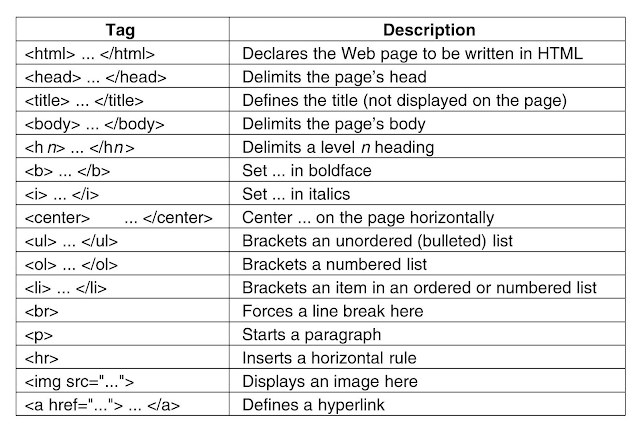 Tag Description
<html> ... </html> Declares the Web page to be written in HTML
<head> ... </head> Delimits the page's head
<title> ... </title> Defines the title (not displayed on the page)
<body> ... </body> Delimits the page's body
<h n> ... </hn> Delimits a level n heading
<b> ... </b> Set ... in boldface
<i> ... </i> Set ... in italics
<center> ... </center> Center ... on the page horizontally
<ul> ... </ul> Brackets an unordered (bulleted) list
<ol> ... </ol> Brackets a numbered list
<li> ... </li> Brackets an item in an ordered or numbered list
<br> Forces a line break here
<p> Starts a paragraph
<hr> Inserts a horizontal rule
<img src="..."> Displays an image here
<a href="..."> ... </a> Defines a hyperlink